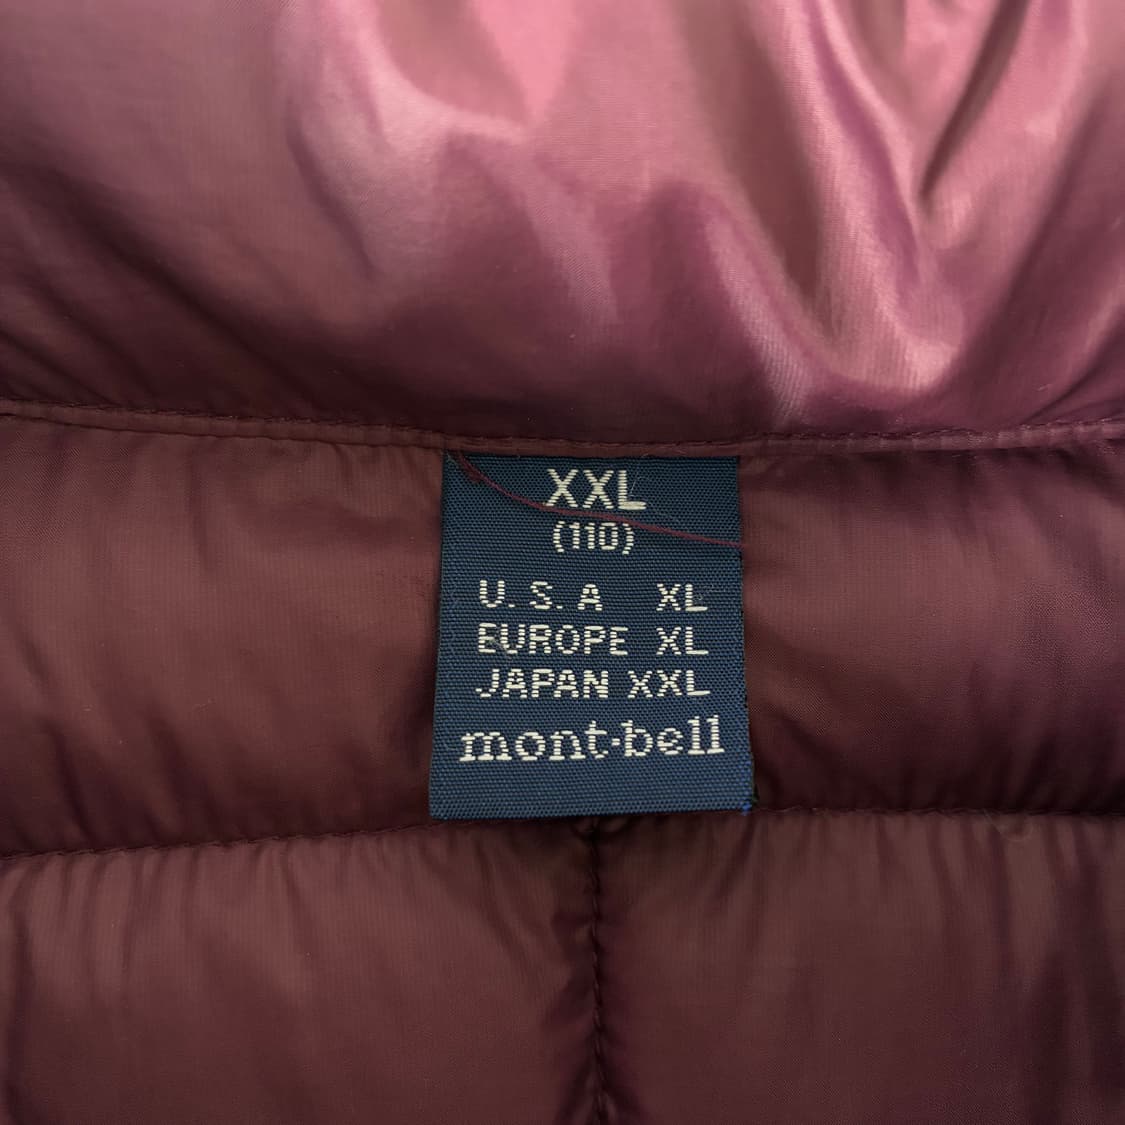 XXL
(110)
U.S.A XL
EUROPE XL
JAPAN XXL
mont-bell